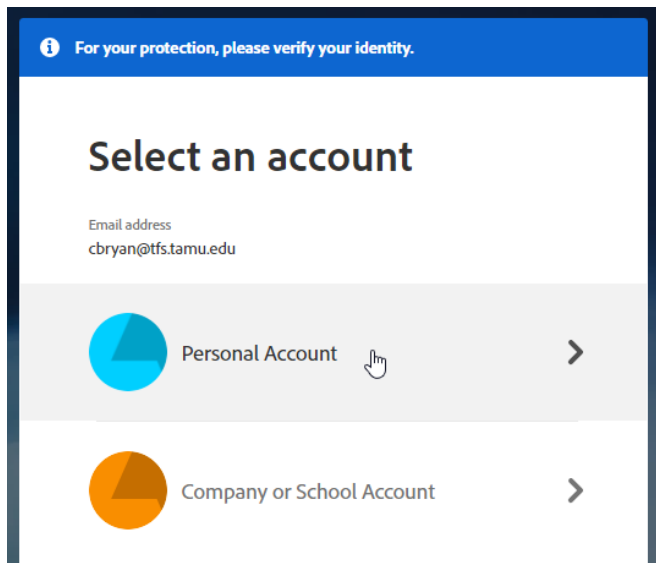 For your protection, please verify your identity.
Select an account
Email address
cbryan@tfs.tamu.edu
Personal Account
Company or School Account